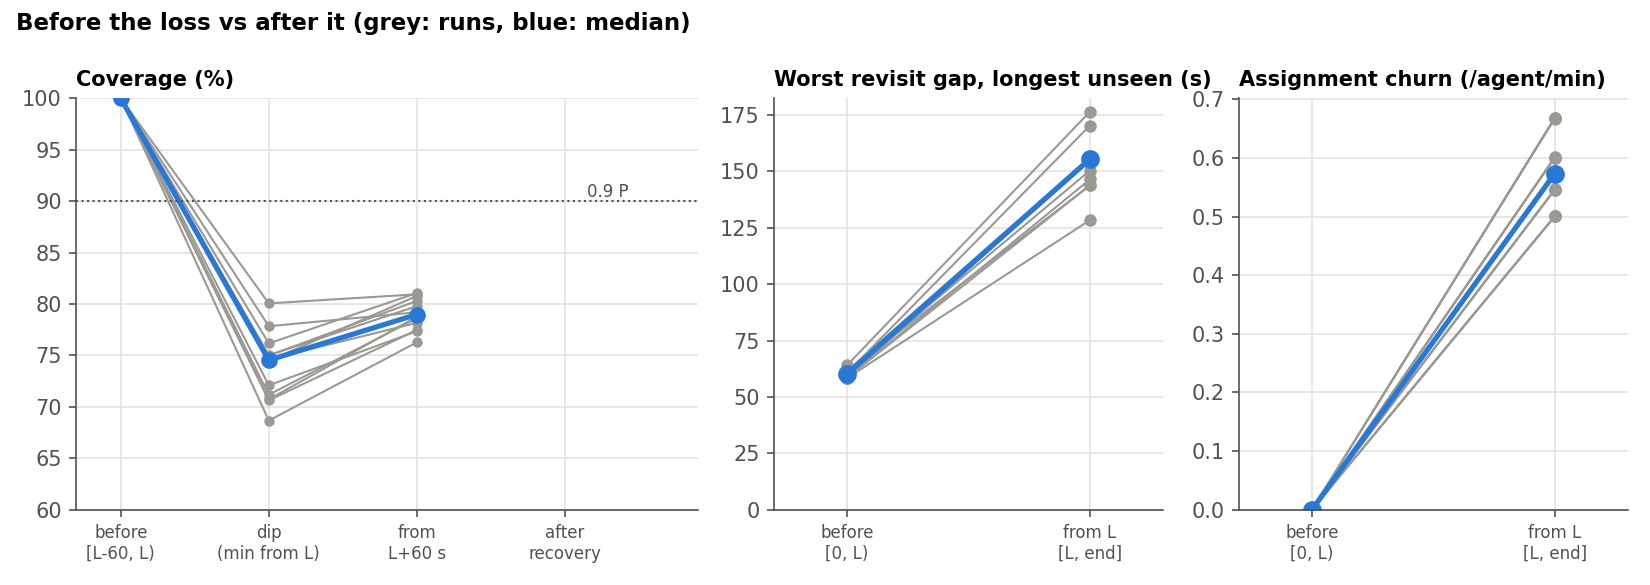 Before the loss vs after it (grey: runs, blue: median)
Coverage (%)
100
95
90
85
80
75
70
65
60
0.9 P
before
[L-60, L)
dip
(min from L)
from
L+60 s
after
recovery
Worst revisit gap, longest unseen (s)
175
150
125
100
75
50
25
0
before
[0, L)
from L
[L, end]
Assignment churn (/agent/min)
0.7
0.6
0.5
0.4
0.3
0.2
0.1
0.0
before
[0, L)
from L
[L, end]